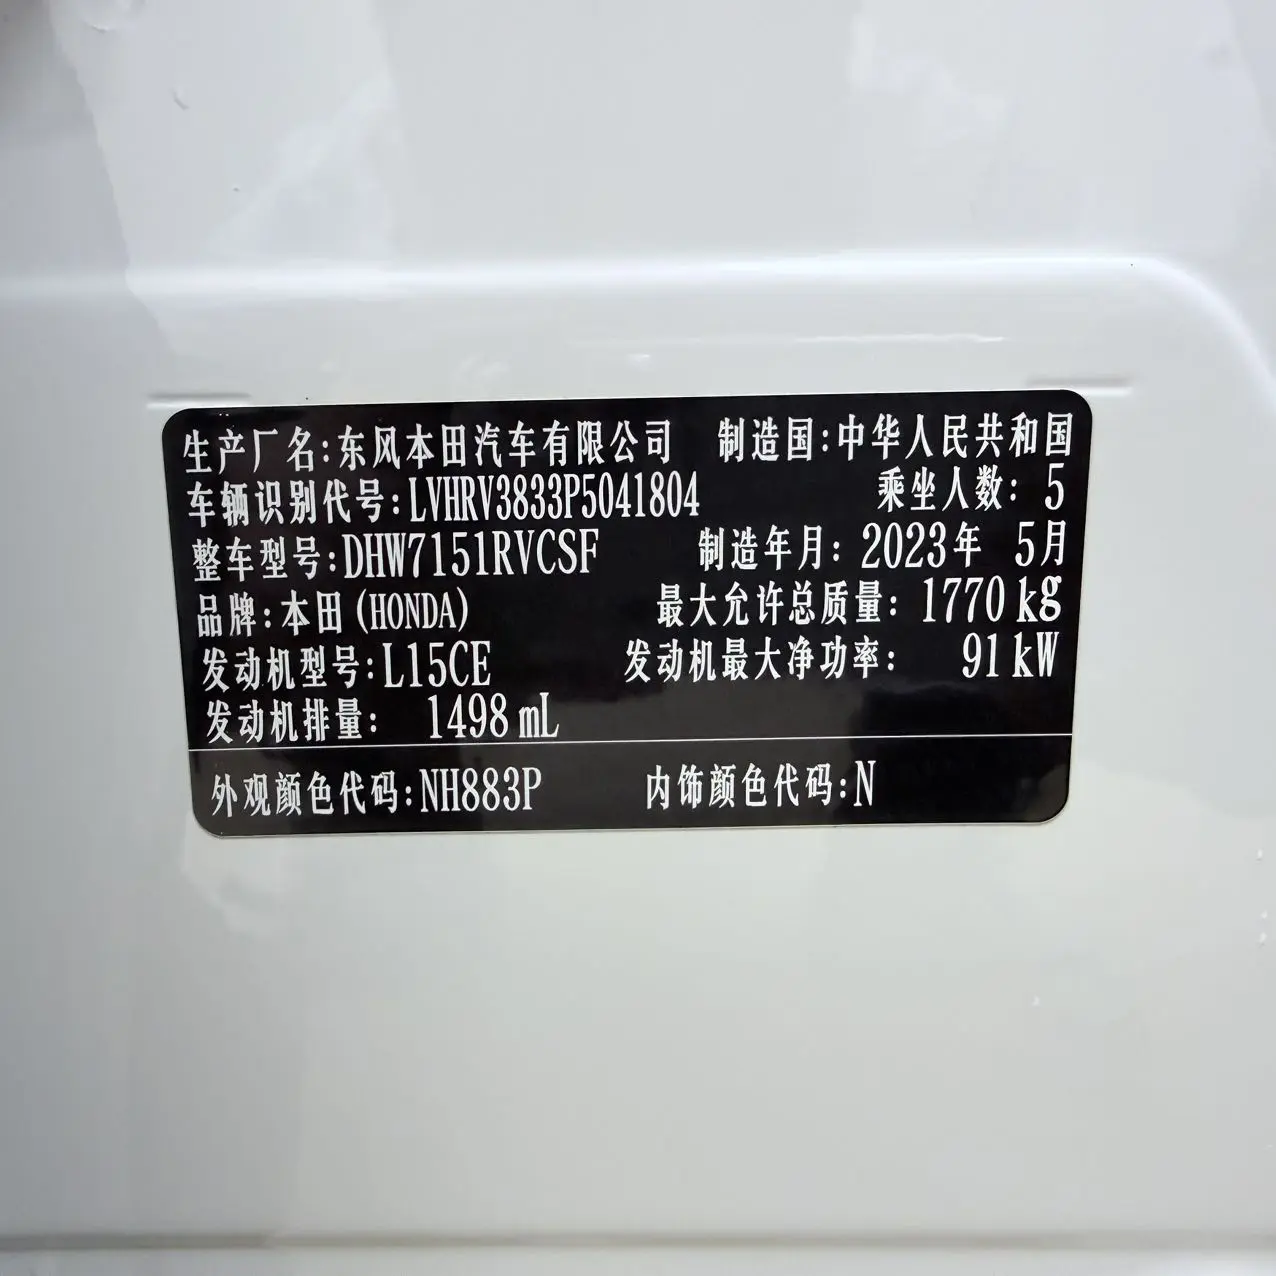 生产厂名:东风本田汽车有限公司 制造国:中华人民共和国
车辆识别代号:LVHRV3833P5041804 乘坐人数: 5
整车型号:DHW7151RVCSF 制造年月: 2023年 5月
品牌:本田(HONDA) 最大允许总质量: 1770kg
发动机型号:L15CE 发动机最大净功率: 91kW
发动机排量: 1498mL
外观颜色代码:NH883P 内饰颜色代码:N